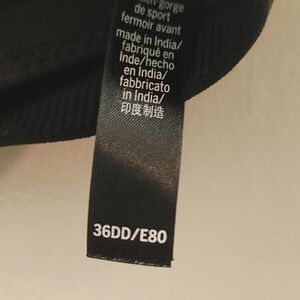 soutien-gorge
de sport
fermoir avant
made in India/
fabriqué en
Inde/hecho
en India/
fabbricato
in India/
印度制造
36DD/E80